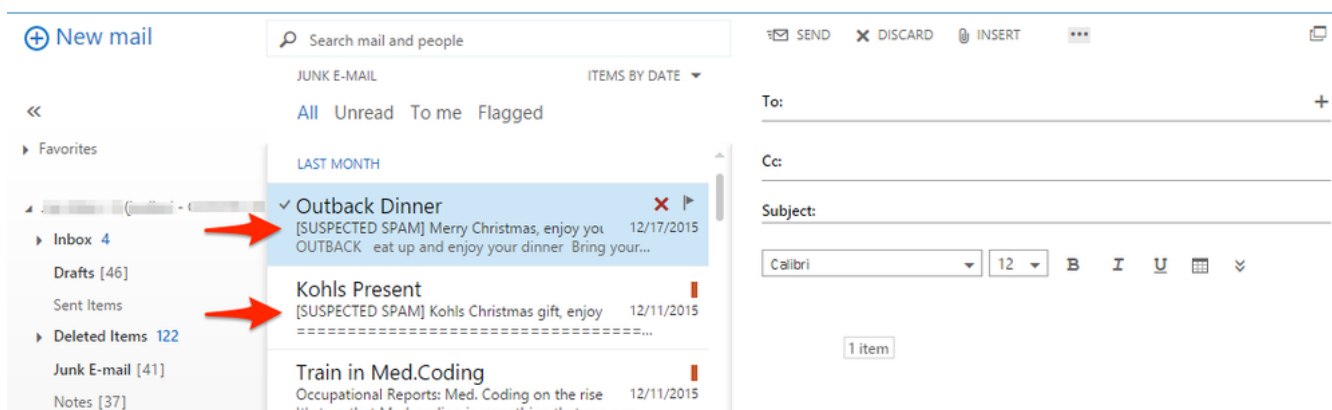 New mail
«
Favorites
Inbox 4
Drafts [46]
Sent Items
Deleted Items 122
Junk E-mail [41]
Notes [37]
Search mail and people
JUNK E-MAIL ITEMS BY DATE
All Unread To me Flagged
LAST MONTH
Outback Dinner
[SUSPECTED SPAM] Merry Christmas, enjoy you 12/17/2015
OUTBACK eat up and enjoy your dinner Bring your...
Kohls Present
[SUSPECTED SPAM] Kohls Christmas gift, enjoy 12/11/2015
==================================...
Train in Med.Coding
Occupational Reports: Med. Coding on the rise 12/11/2015
SEND DISCARD INSERT •••
To: +
Cc:
Subject:
Calibri 12 B I U
1 item